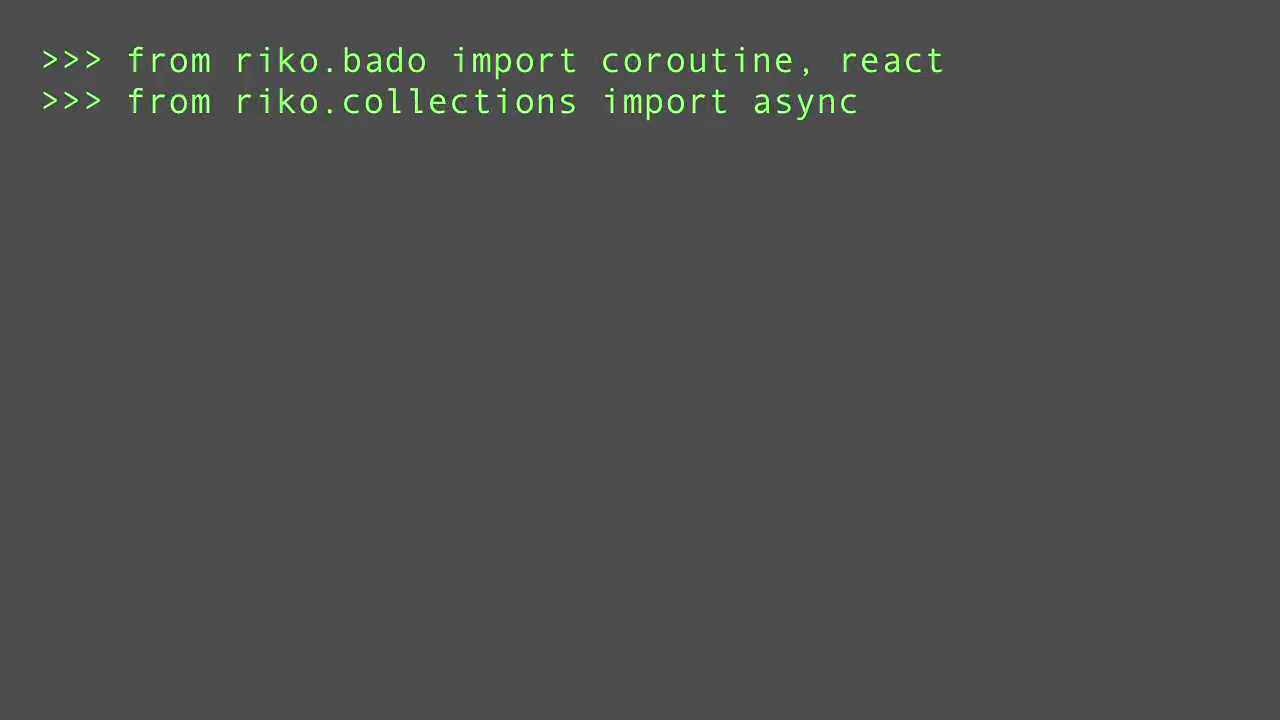 >>> from riko.bado import coroutine, react
>>> from riko.collections import async